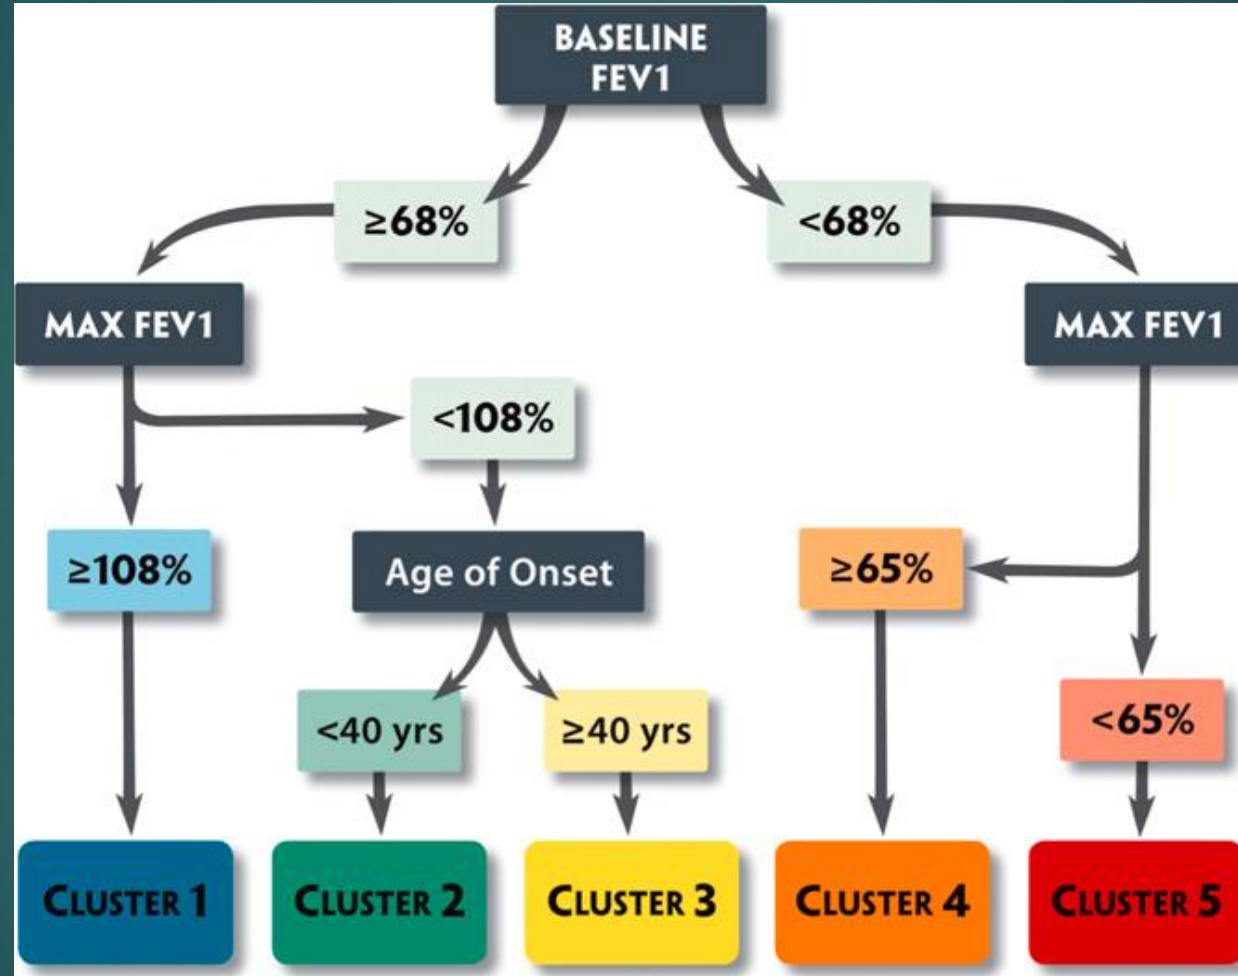 BASELINE
FEV1
≥68%
<68%
MAX FEV1
MAX FEV1
<108%
≥108%
Age of Onset
≥65%
<40 yrs
≥40 yrs
<65%
CLUSTER 1
CLUSTER 2
CLUSTER 3
CLUSTER 4
CLUSTER 5